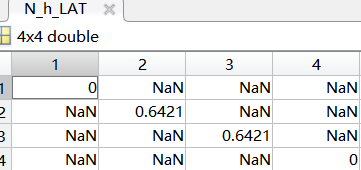 N_h_LAT
4x4 double
1 2 3 4
1 0 NaN NaN NaN
2 NaN 0.6421 NaN NaN
3 NaN NaN 0.6421 NaN
4 NaN NaN NaN 0